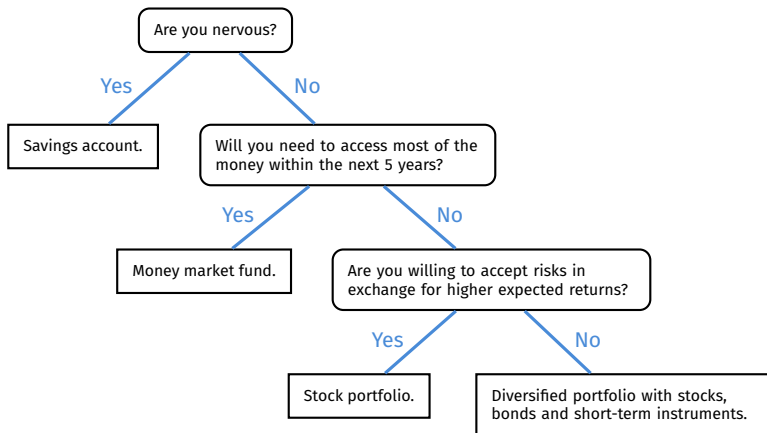 Are you nervous?
Yes
No
Savings account.
Will you need to access most of the
money within the next 5 years?
Yes
No
Money market fund.
Are you willing to accept risks in
exchange for higher expected returns?
Yes
No
Stock portfolio.
Diversified portfolio with stocks,
bonds and short-term instruments.